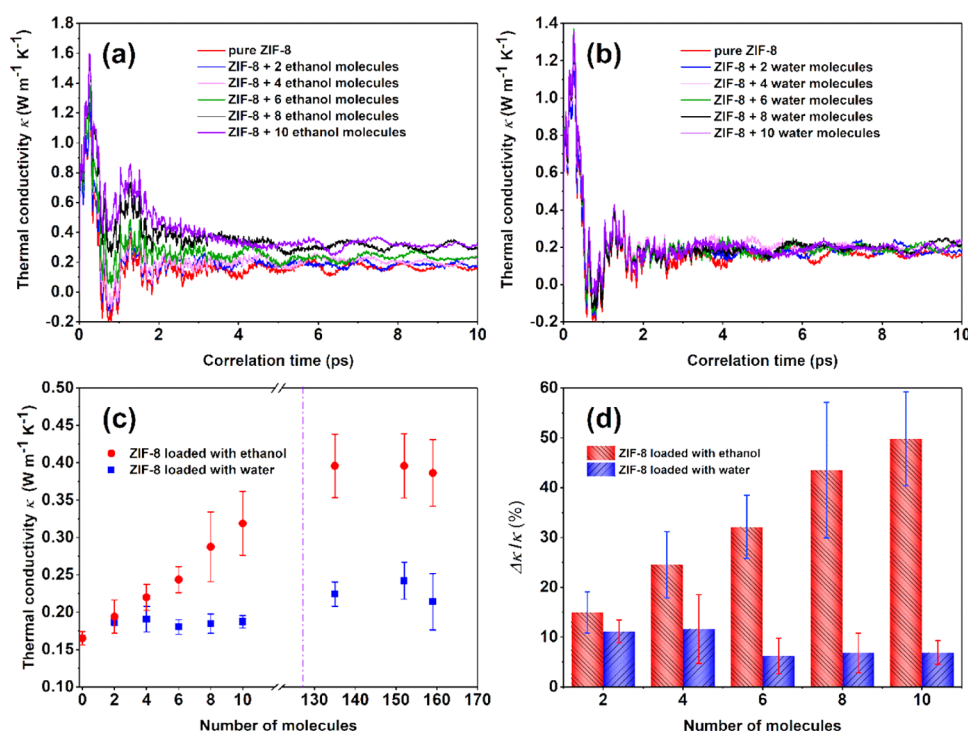 (a)
pure ZIF-8
ZIF-8 + 2 ethanol molecules
ZIF-8 + 4 ethanol molecules
ZIF-8 + 6 ethanol molecules
ZIF-8 + 8 ethanol molecules
ZIF-8 + 10 ethanol molecules
Thermal conductivity κ (W m⁻¹ K⁻¹)
1.8
1.6
1.4
1.2
1.0
0.8
0.6
0.4
0.2
0.0
-0.2
0 2 4 6 8 10
Correlation time (ps)
(b)
pure ZIF-8
ZIF-8 + 2 water molecules
ZIF-8 + 4 water molecules
ZIF-8 + 6 water molecules
ZIF-8 + 8 water molecules
ZIF-8 + 10 water molecules
Thermal conductivity κ (W m⁻¹ K⁻¹)
1.4
1.2
1.0
0.8
0.6
0.4
0.2
0.0
-0.2
0 2 4 6 8 10
Correlation time (ps)
(c)
ZIF-8 loaded with ethanol
ZIF-8 loaded with water
Thermal conductivity κ (W m⁻¹ K⁻¹)
0.50
0.45
0.40
0.35
0.30
0.25
0.20
0.15
0.10
0 2 4 6 8 10 130 140 150 160 170
Number of molecules
(d)
ZIF-8 loaded with ethanol
ZIF-8 loaded with water
Δκ/κ (%)
60
50
40
30
20
10
0
2 4 6 8 10
Number of molecules